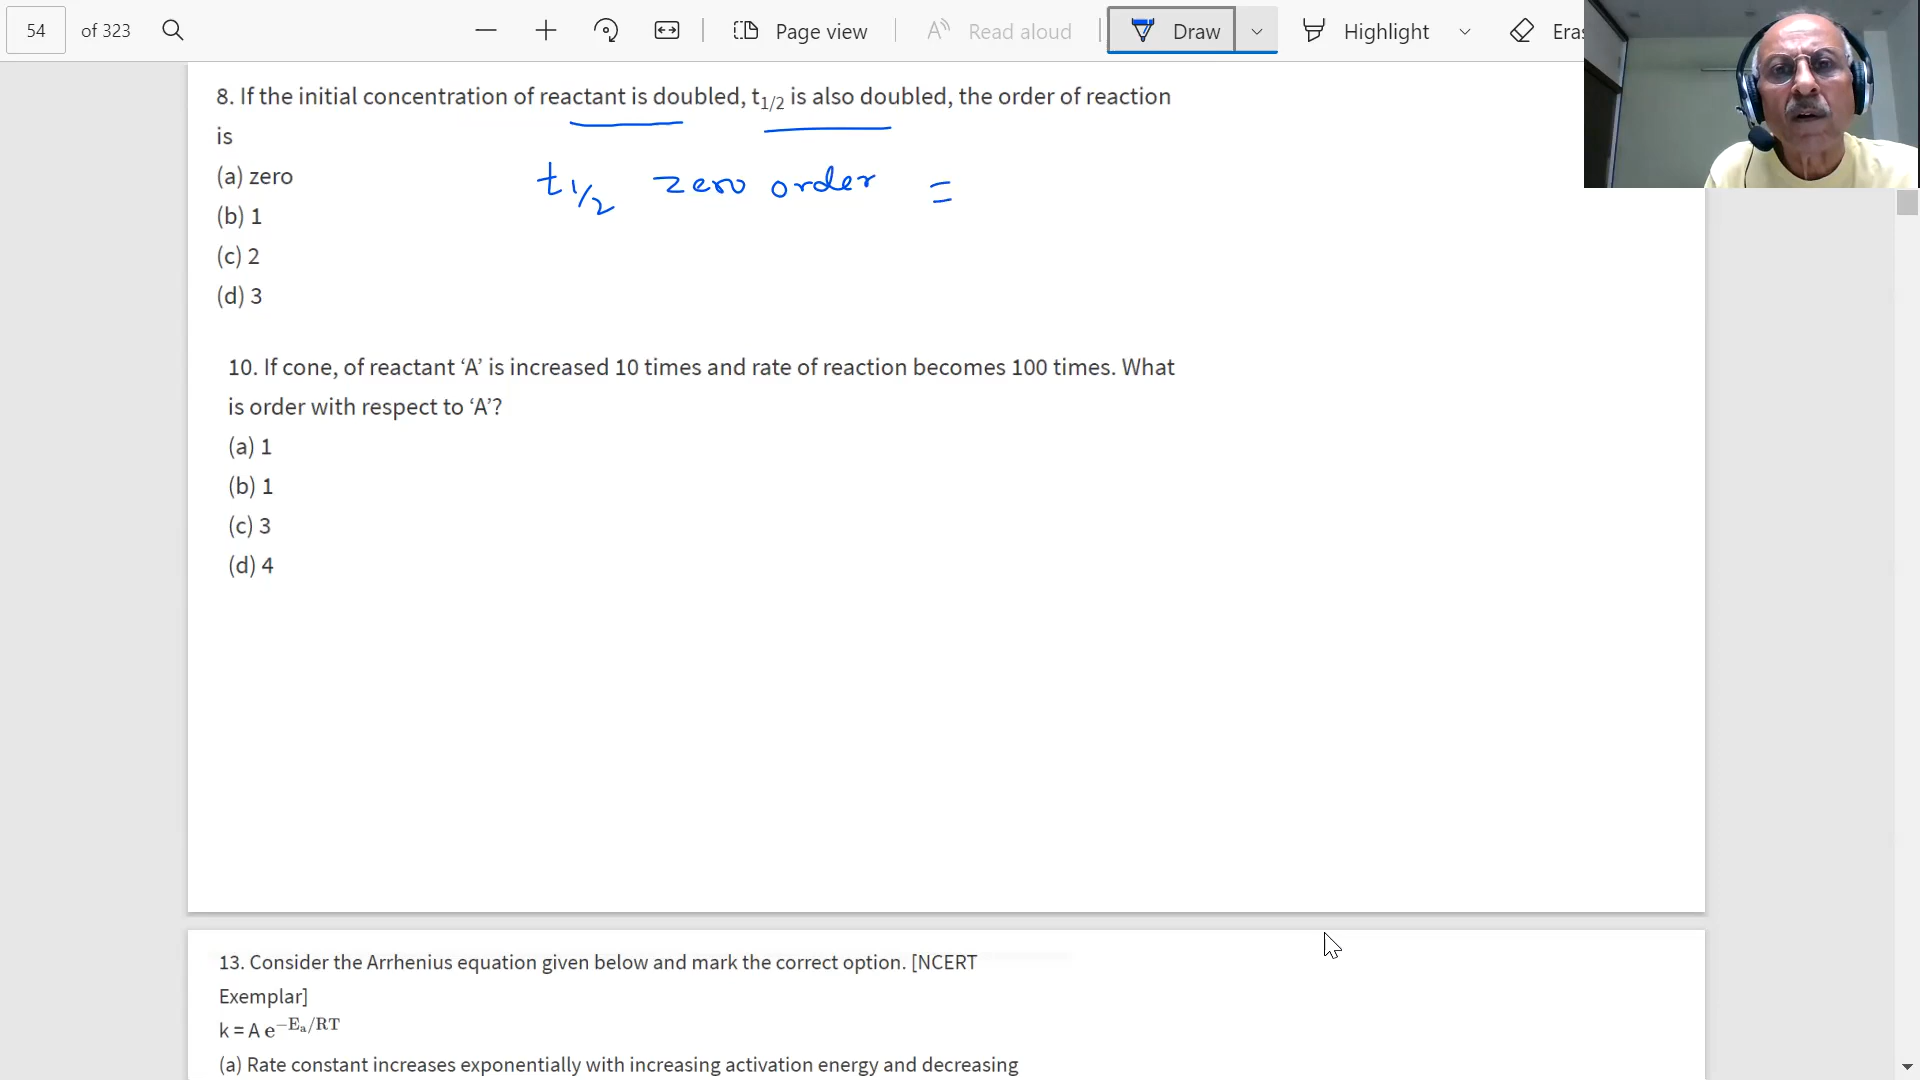 54 of 323 Page view Read aloud Draw Highlight Eras
8. If the initial concentration of reactant is doubled, t1/2 is also doubled, the order of reaction
is
(a) zero
t1/2 zero order =
(b) 1
(c) 2
(d) 3
10. If cone, of reactant ‘A’ is increased 10 times and rate of reaction becomes 100 times. What
is order with respect to ‘A’?
(a) 1
(b) 1
(c) 3
(d) 4
13. Consider the Arrhenius equation given below and mark the correct option. [NCERT
Exemplar]
k = A e−Ea/RT
(a) Rate constant increases exponentially with increasing activation energy and decreasing